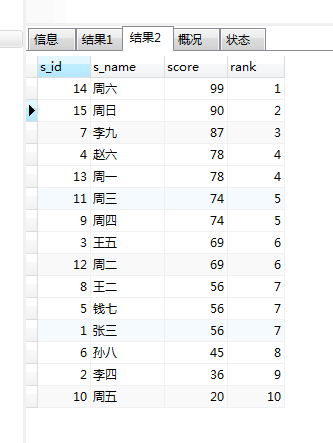 信息 结果1 结果2 概况 状态
s_id s_name score rank
14 周六 99 1
15 周日 90 2
7 李九 87 3
4 赵六 78 4
13 周一 78 4
11 周三 74 5
9 周四 74 5
3 王五 69 6
12 周二 69 6
8 王二 56 7
5 钱七 56 7
1 张三 56 7
6 孙八 45 8
2 李四 36 9
10 周五 20 10